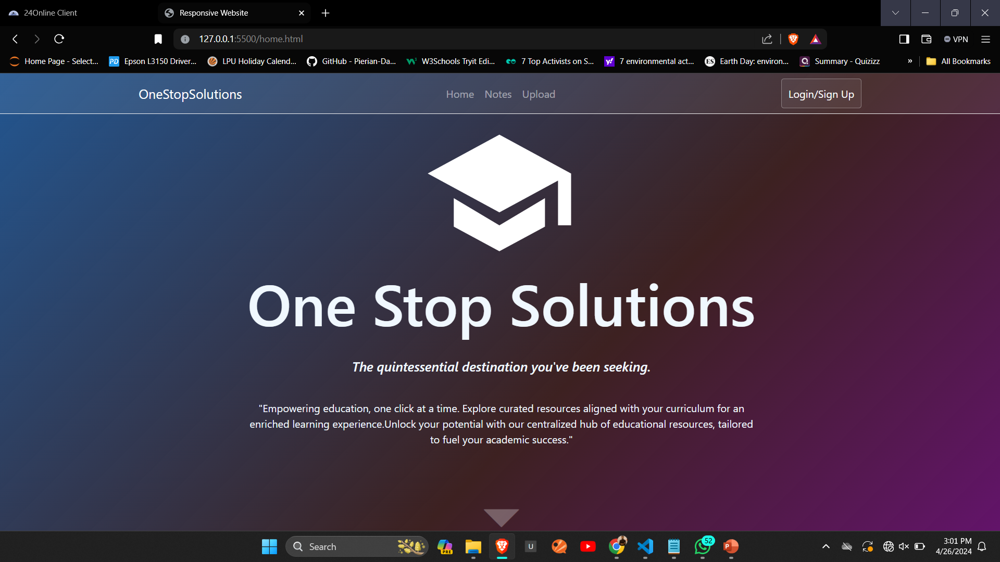 24Online Client
Responsive Website
127.0.0.1:5500/home.html
VPN
Home Page - Select...
Epson L3150 Driver...
LPU Holiday Calend...
GitHub - Pierian-Da...
W3Schools Tryit Edi...
7 Top Activists on S...
7 environmental act...
Earth Day: environ...
Summary - Quizizz
»
All Bookmarks
OneStopSolutions
Home
Notes
Upload
Login/Sign Up
One Stop Solutions
The quintessential destination you've been seeking.
"Empowering education, one click at a time. Explore curated resources aligned with your curriculum for an
enriched learning experience.Unlock your potential with our centralized hub of educational resources, tailored
to fuel your academic success."
Search
PRE
U
52
P
3:01 PM
4/26/2024